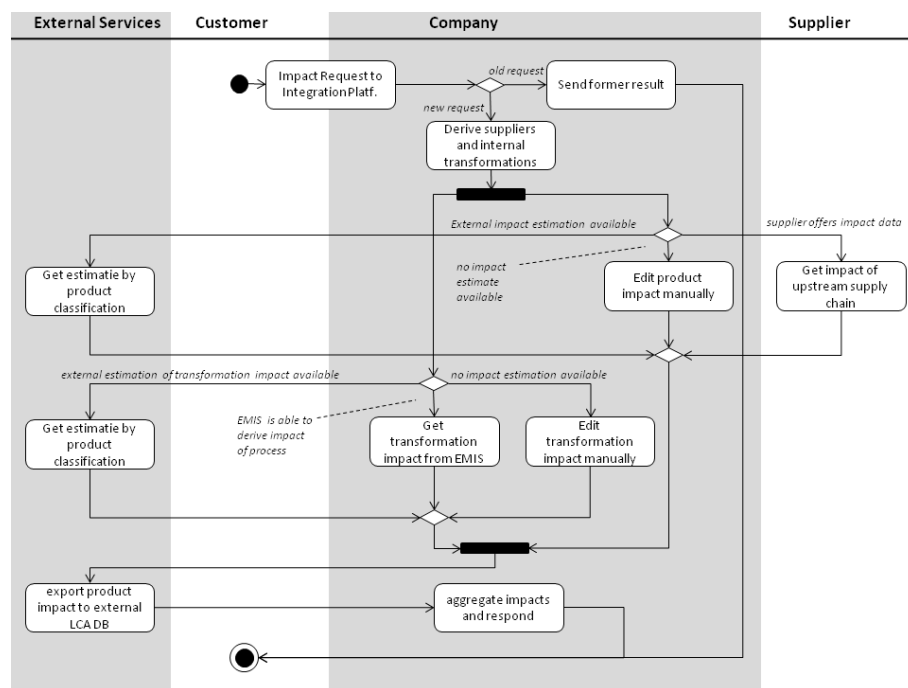 External Services
Customer
Company
Supplier
Impact Request to
Integration Platf.
old request
Send former result
new request
Derive suppliers
and internal
transformations
External impact estimation available
supplier offers impact data
Get estimatie by
product
classification
no impact
estimate
available
Edit product
impact manually
Get impact of
upstream supply
chain
external estimation of transformation impact available
no impact estimation available
Get estimatie by
product
classification
EMIS is able to
derive impact
of process
Get
transformation
impact from EMIS
Edit
transformation
impact manually
export product
impact to external
LCA DB
aggregate impacts
and respond